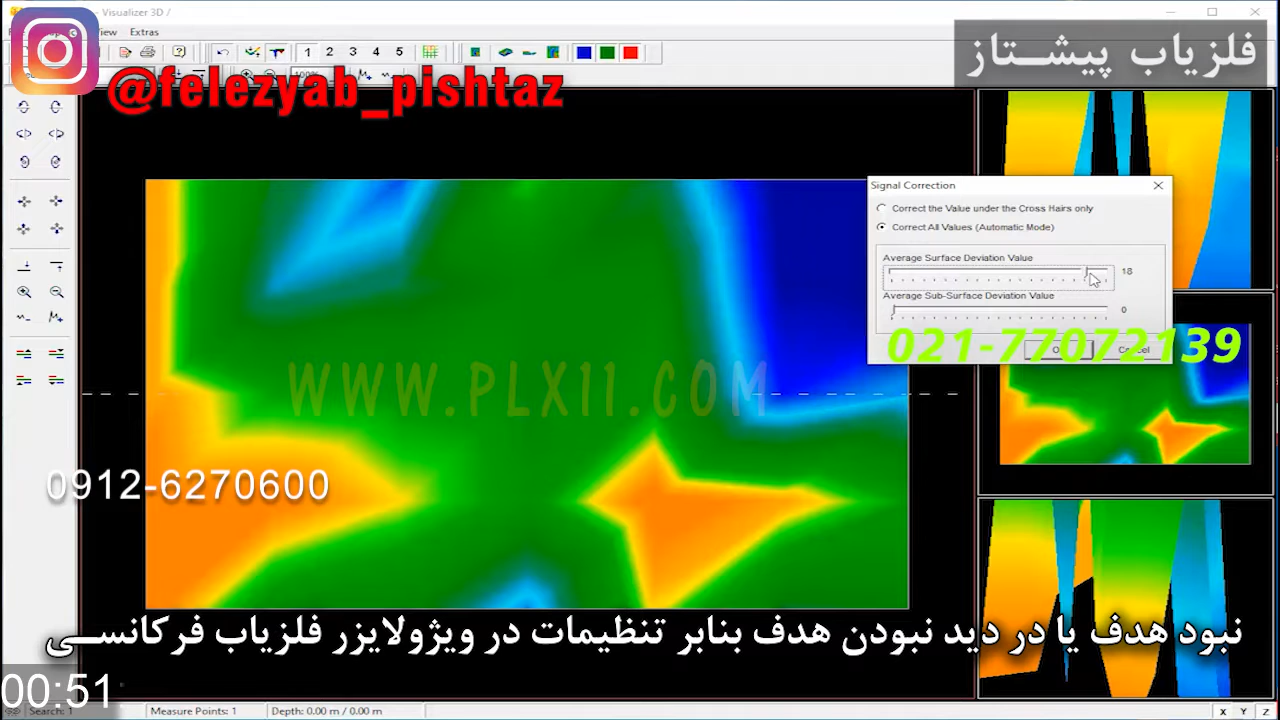 - Visualizer 3D /
View Extras
فلزیاب پیشتاز
1 2 3 4 5
@felezyab_pishtaz
Signal Correction
Correct the Value under the Cross Hairs only
Correct All Values (Automatic Mode)
Average Surface Deviation Value
18
Average Sub-Surface Deviation Value
0
021-77072139
Cancel
WWW.PLX11.COM
0912-6270600
نبود هدف یا در دید نبودن هدف بنابر تنظیمات در ویژولایزر فلزیاب فرکانسی
00:51
Search: 1 Measure Points: 1 Depth: 0.00 m / 0.00 m X Y Z